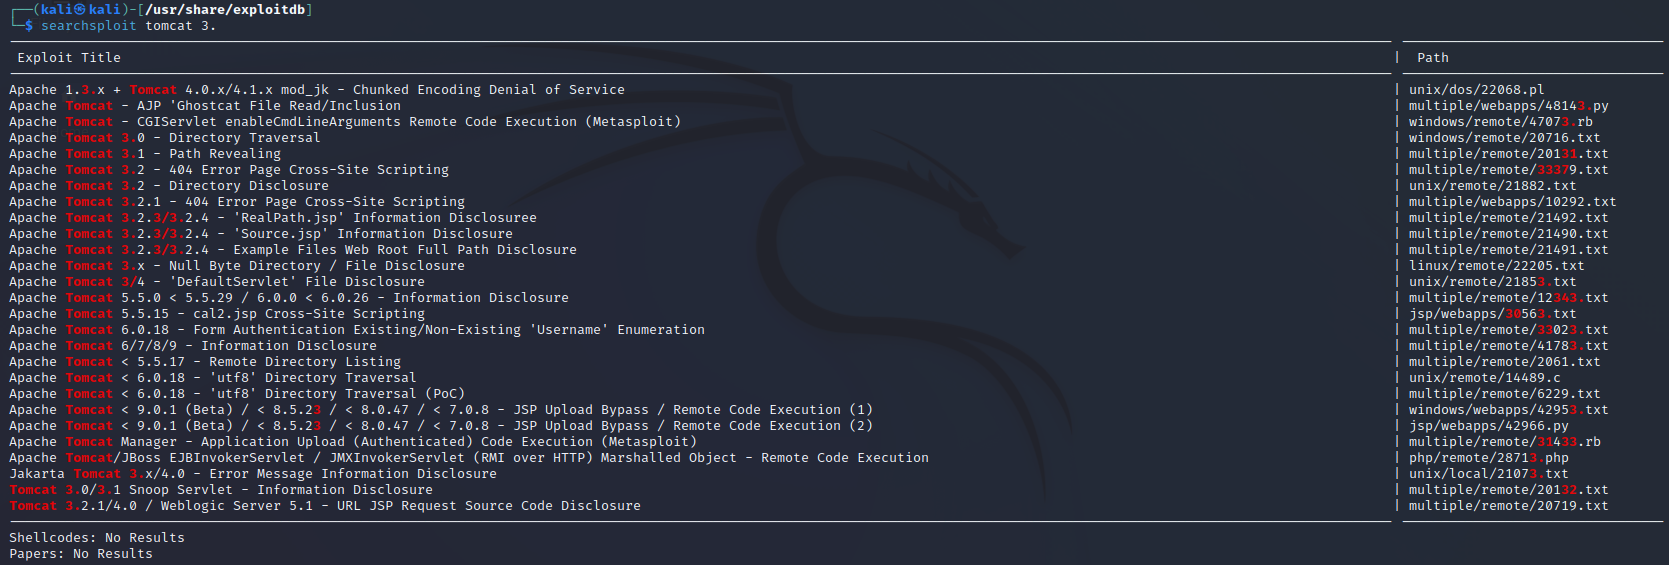 ┌──(kali㉿kali)-[/usr/share/exploitdb]
└─$ searchsploit tomcat 3.
Exploit Title | Path
Apache 1.3.x + Tomcat 4.0.x/4.1.x mod_jk - Chunked Encoding Denial of Service | unix/dos/22068.pl
Apache Tomcat - AJP 'Ghostcat File Read/Inclusion | multiple/webapps/48143.py
Apache Tomcat - CGIServlet enableCmdLineArguments Remote Code Execution (Metasploit) | windows/remote/47073.rb
Apache Tomcat 3.0 - Directory Traversal | windows/remote/20716.txt
Apache Tomcat 3.1 - Path Revealing | multiple/remote/20131.txt
Apache Tomcat 3.2 - 404 Error Page Cross-Site Scripting | multiple/remote/33379.txt
Apache Tomcat 3.2 - Directory Disclosure | unix/remote/21882.txt
Apache Tomcat 3.2.1 - 404 Error Page Cross-Site Scripting | multiple/webapps/10292.txt
Apache Tomcat 3.2.3/3.2.4 - 'RealPath.jsp' Information Disclosuree | multiple/remote/21492.txt
Apache Tomcat 3.2.3/3.2.4 - 'Source.jsp' Information Disclosure | multiple/remote/21490.txt
Apache Tomcat 3.2.3/3.2.4 - Example Files Web Root Full Path Disclosure | multiple/remote/21491.txt
Apache Tomcat 3.x - Null Byte Directory / File Disclosure | linux/remote/22205.txt
Apache Tomcat 3/4 - 'DefaultServlet' File Disclosure | unix/remote/21853.txt
Apache Tomcat 5.5.0 < 5.5.29 / 6.0.0 < 6.0.26 - Information Disclosure | multiple/remote/12343.txt
Apache Tomcat 5.5.15 - cal2.jsp Cross-Site Scripting | jsp/webapps/30563.txt
Apache Tomcat 6.0.18 - Form Authentication Existing/Non-Existing 'Username' Enumeration | multiple/remote/33023.txt
Apache Tomcat 6/7/8/9 - Information Disclosure | multiple/remote/41783.txt
Apache Tomcat < 5.5.17 - Remote Directory Listing | multiple/remote/2061.txt
Apache Tomcat < 6.0.18 - 'utf8' Directory Traversal | unix/remote/14489.c
Apache Tomcat < 6.0.18 - 'utf8' Directory Traversal (PoC) | multiple/remote/6229.txt
Apache Tomcat < 9.0.1 (Beta) / < 8.5.23 / < 8.0.47 / < 7.0.8 - JSP Upload Bypass / Remote Code Execution (1) | windows/webapps/42953.txt
Apache Tomcat < 9.0.1 (Beta) / < 8.5.23 / < 8.0.47 / < 7.0.8 - JSP Upload Bypass / Remote Code Execution (2) | jsp/webapps/42966.py
Apache Tomcat Manager - Application Upload (Authenticated) Code Execution (Metasploit) | multiple/remote/31433.rb
Apache Tomcat/JBoss EJBInvokerServlet / JMXInvokerServlet (RMI over HTTP) Marshalled Object - Remote Code Execution | php/remote/28713.php
Jakarta Tomcat 3.x/4.0 - Error Message Information Disclosure | unix/local/21073.txt
Tomcat 3.0/3.1 Snoop Servlet - Information Disclosure | multiple/remote/20132.txt
Tomcat 3.2.1/4.0 / Weblogic Server 5.1 - URL JSP Request Source Code Disclosure | multiple/remote/20719.txt
Shellcodes: No Results
Papers: No Results